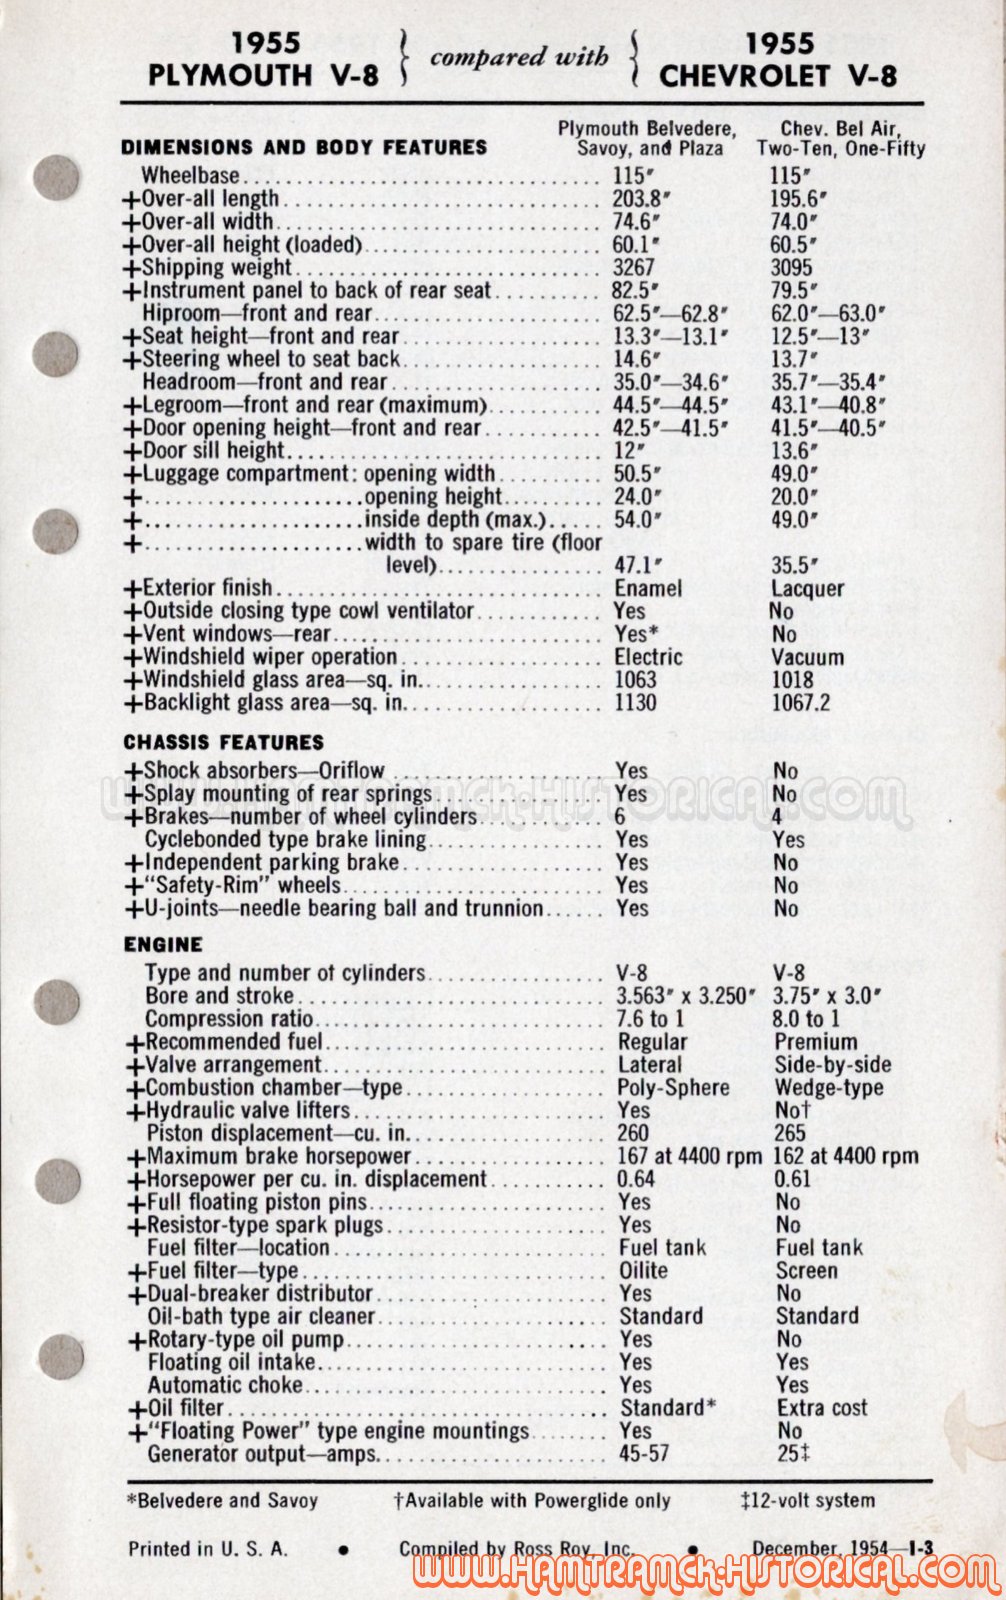 1955 PLYMOUTH V-8 } compared with { 1955 CHEVROLET V-8
Plymouth Belvedere, Chev. Bel Air,
DIMENSIONS AND BODY FEATURES Savoy, and Plaza Two-Ten, One-Fifty
Wheelbase 115″ 115″
+Over-all length 203.8″ 195.6″
+Over-all width 74.6″ 74.0″
+Over-all height (loaded) 60.1″ 60.5″
+Shipping weight 3267 3095
+Instrument panel to back of rear seat 82.5″ 79.5″
Hiproom—front and rear 62.5″—62.8″ 62.0″—63.0″
+Seat height—front and rear 13.3″—13.1″ 12.5″—13″
+Steering wheel to seat back 14.6″ 13.7″
Headroom—front and rear 35.0″—34.6″ 35.7″—35.4″
+Legroom—front and rear (maximum) 44.5″—44.5″ 43.1″—40.8″
+Door opening height—front and rear 42.5″—41.5″ 41.5″—40.5″
+Door sill height 12″ 13.6″
+Luggage compartment: opening width 50.5″ 49.0″
+ opening height 24.0″ 20.0″
+ inside depth (max.) 54.0″ 49.0″
+ width to spare tire (floor
level) 47.1″ 35.5″
+Exterior finish Enamel Lacquer
+Outside closing type cowl ventilator Yes No
+Vent windows—rear Yes* No
+Windshield wiper operation Electric Vacuum
+Windshield glass area—sq. in. 1063 1018
+Backlight glass area—sq. in. 1130 1067.2
CHASSIS FEATURES
+Shock absorbers—Oriflow Yes No
+Splay mounting of rear springs Yes No
+Brakes—number of wheel cylinders 6 4
Cyclebonded type brake lining Yes Yes
+Independent parking brake Yes No
+"Safety-Rim" wheels Yes No
+U-joints—needle bearing ball and trunnion Yes No
ENGINE
Type and number of cylinders V-8 V-8
Bore and stroke 3.563″ x 3.250″ 3.75″ x 3.0″
Compression ratio 7.6 to 1 8.0 to 1
+Recommended fuel Regular Premium
+Valve arrangement Lateral Side-by-side
+Combustion chamber—type Poly-Sphere Wedge-type
+Hydraulic valve lifters Yes No†
Piston displacement—cu. in. 260 265
+Maximum brake horsepower 167 at 4400 rpm 162 at 4400 rpm
+Horsepower per cu. in. displacement 0.64 0.61
+Full floating piston pins Yes No
+Resistor-type spark plugs Yes No
Fuel filter—location Fuel tank Fuel tank
+Fuel filter—type Oilite Screen
+Dual-breaker distributor Yes No
Oil-bath type air cleaner Standard Standard
+Rotary-type oil pump Yes No
Floating oil intake Yes Yes
Automatic choke Yes Yes
+Oil filter Standard* Extra cost
+"Floating Power" type engine mountings Yes No
Generator output—amps. 45-57 25‡
*Belvedere and Savoy †Available with Powerglide only ‡12-volt system
Printed in U. S. A. • Compiled by Ross Roy, Inc. • December, 1954—I-3
www.Hamtramck-Historical.com
www.Hamtramck-Historical.com